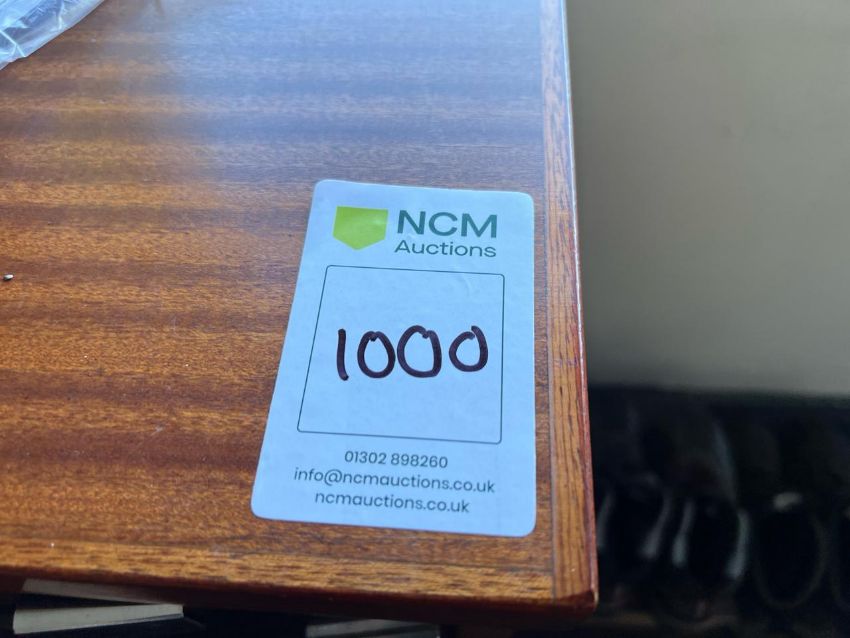 NCM
Auctions
1000
01302 898260
info@ncmauctions.co.uk
ncmauctions.co.uk